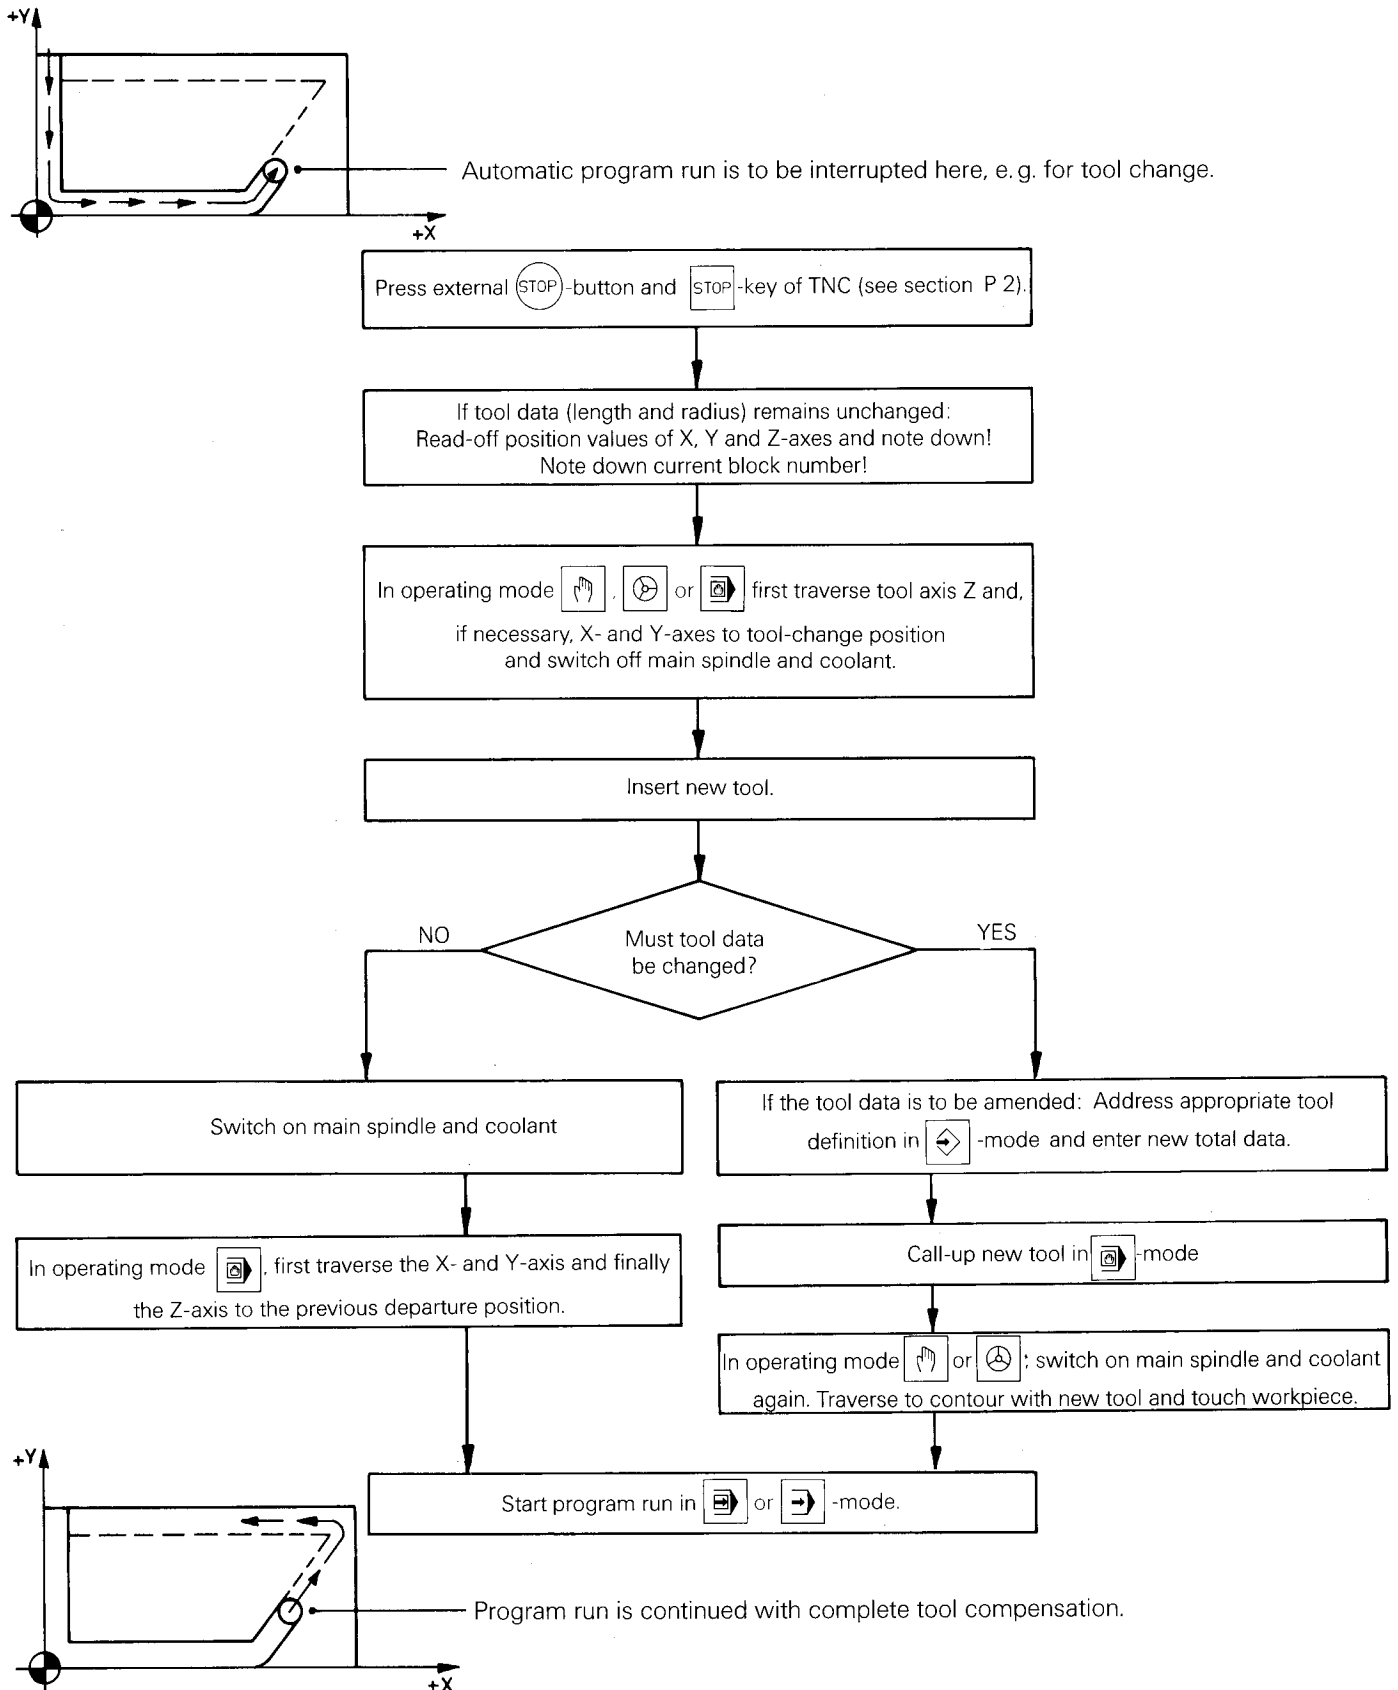 +Y
Automatic program run is to be interrupted here, e. g. for tool change.
+X
Press external STOP-button and STOP-key of TNC (see section P 2).
If tool data (length and radius) remains unchanged:
Read-off position values of X, Y and Z-axes and note down!
Note down current block number!
In operating mode , or first traverse tool axis Z and,
if necessary, X- and Y-axes to tool-change position
and switch off main spindle and coolant.
Insert new tool.
Must tool data
be changed?
NO
YES
Switch on main spindle and coolant
In operating mode , first traverse the X- and Y-axis and finally
the Z-axis to the previous departure position.
If the tool data is to be amended: Address appropriate tool
definition in -mode and enter new total data.
Call-up new tool in -mode
In operating mode or ; switch on main spindle and coolant
again. Traverse to contour with new tool and touch workpiece.
Start program run in or -mode.
+Y
Program run is continued with complete tool compensation.
+X